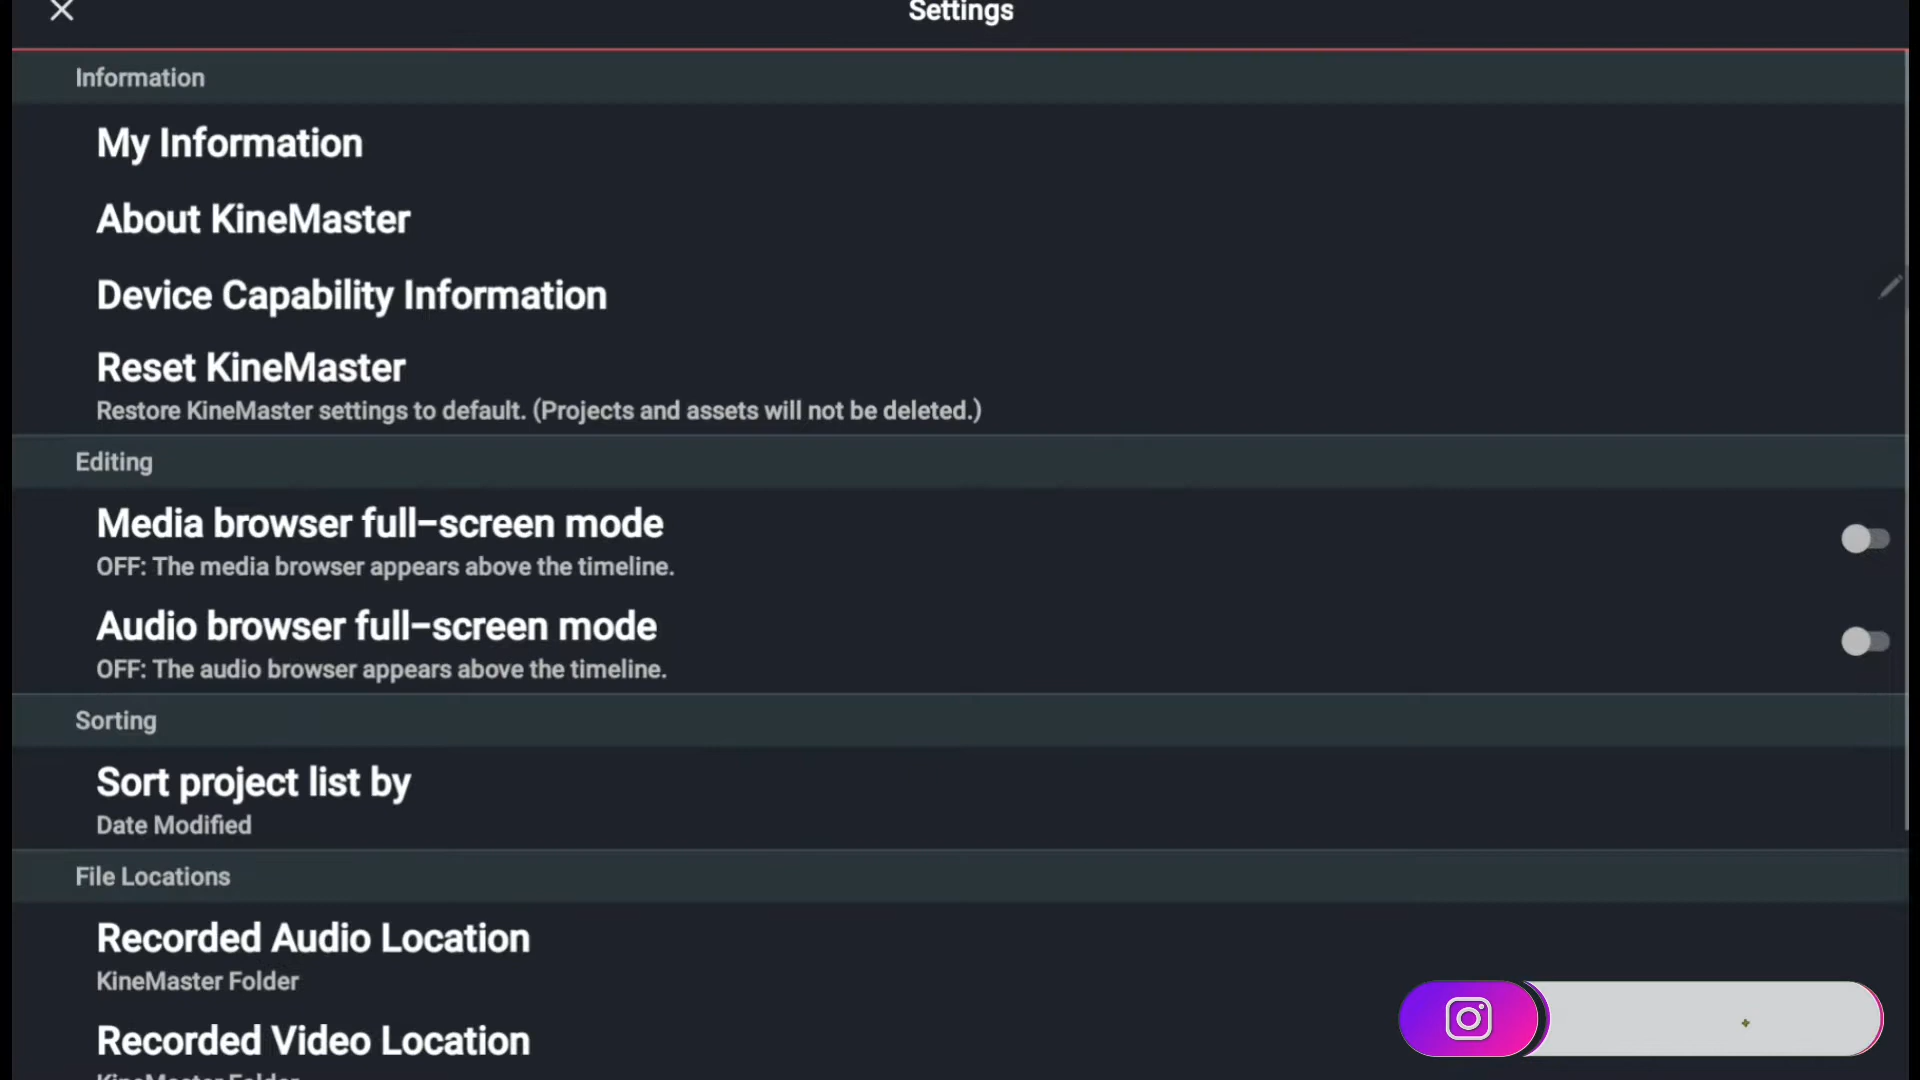 Settings
Information
My Information
About KineMaster
Device Capability Information
Reset KineMaster
Restore KineMaster settings to default. (Projects and assets will not be deleted.)
Editing
Media browser full-screen mode
OFF: The media browser appears above the timeline.
Audio browser full-screen mode
OFF: The audio browser appears above the timeline.
Sorting
Sort project list by
Date Modified
File Locations
Recorded Audio Location
KineMaster Folder
Recorded Video Location
KineMaster Folder